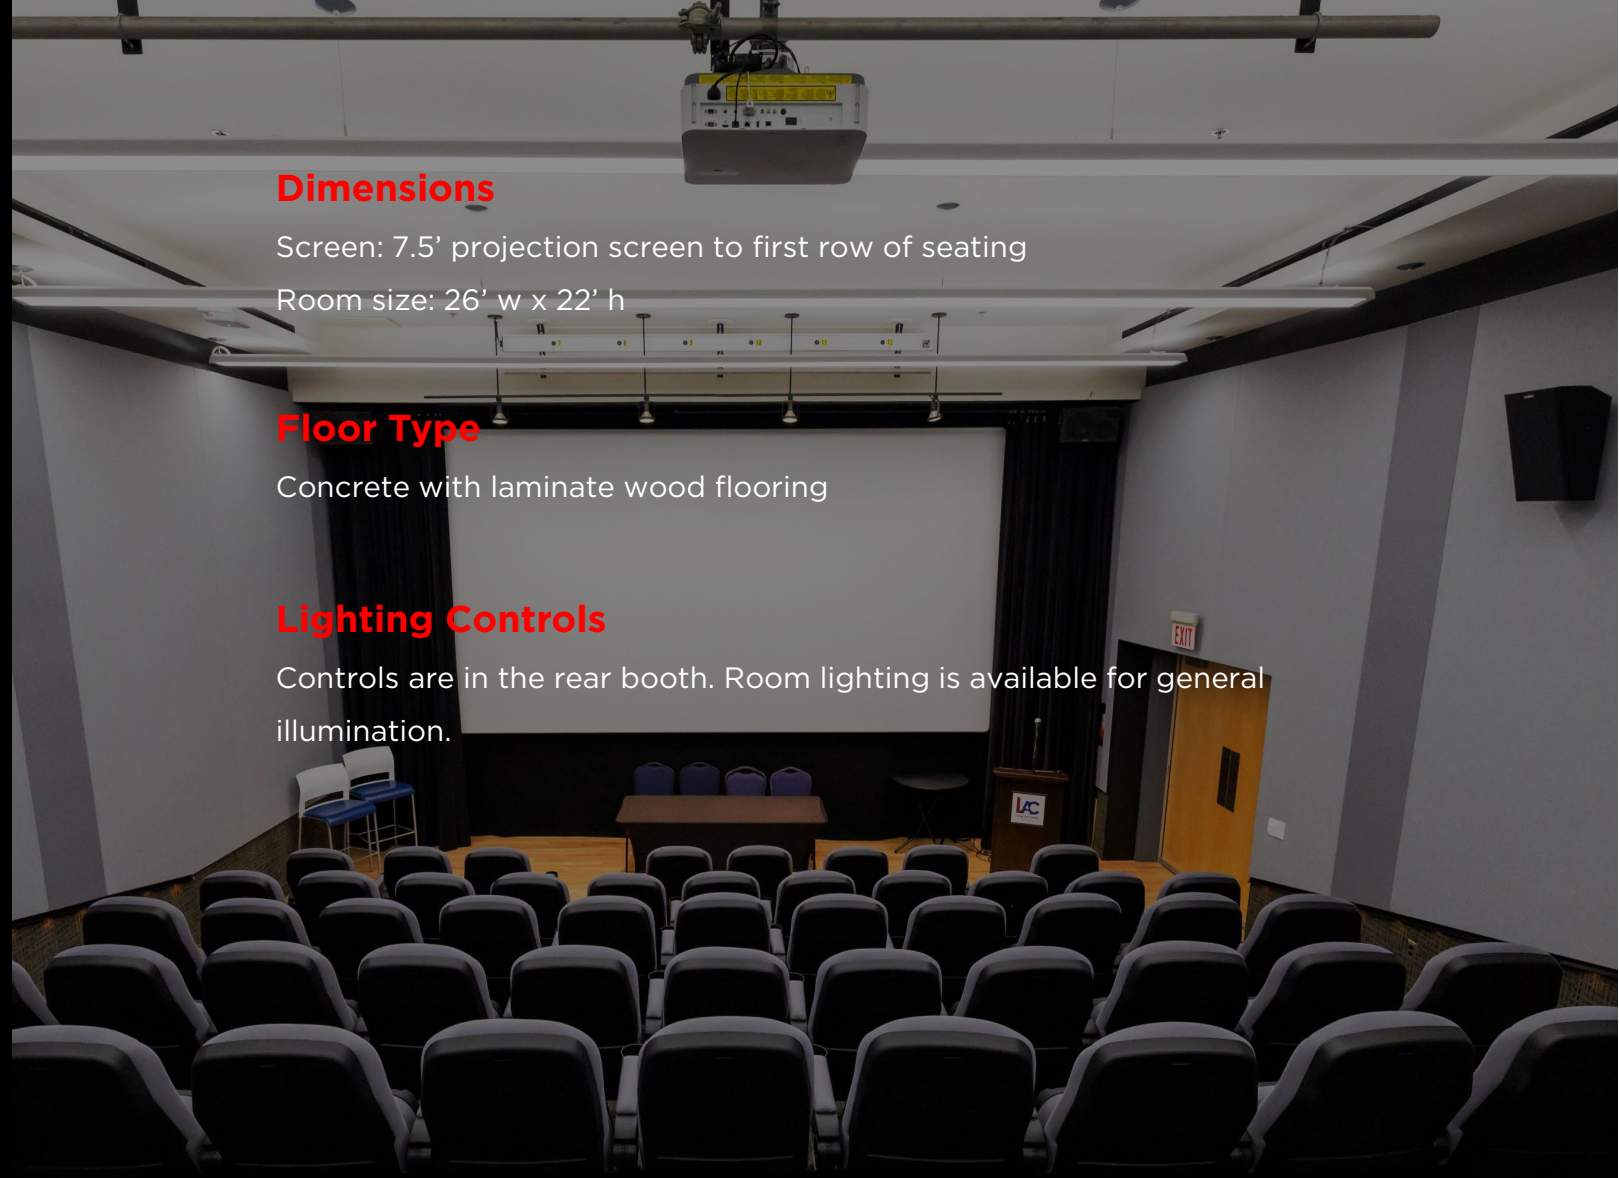 Dimensions
Screen: 7.5’ projection screen to first row of seating
Room size: 26’ w x 22’ h
Floor Type
Concrete with laminate wood flooring
Lighting Controls
EXIT
Controls are in the rear booth. Room lighting is available for general
illumination.
LAC